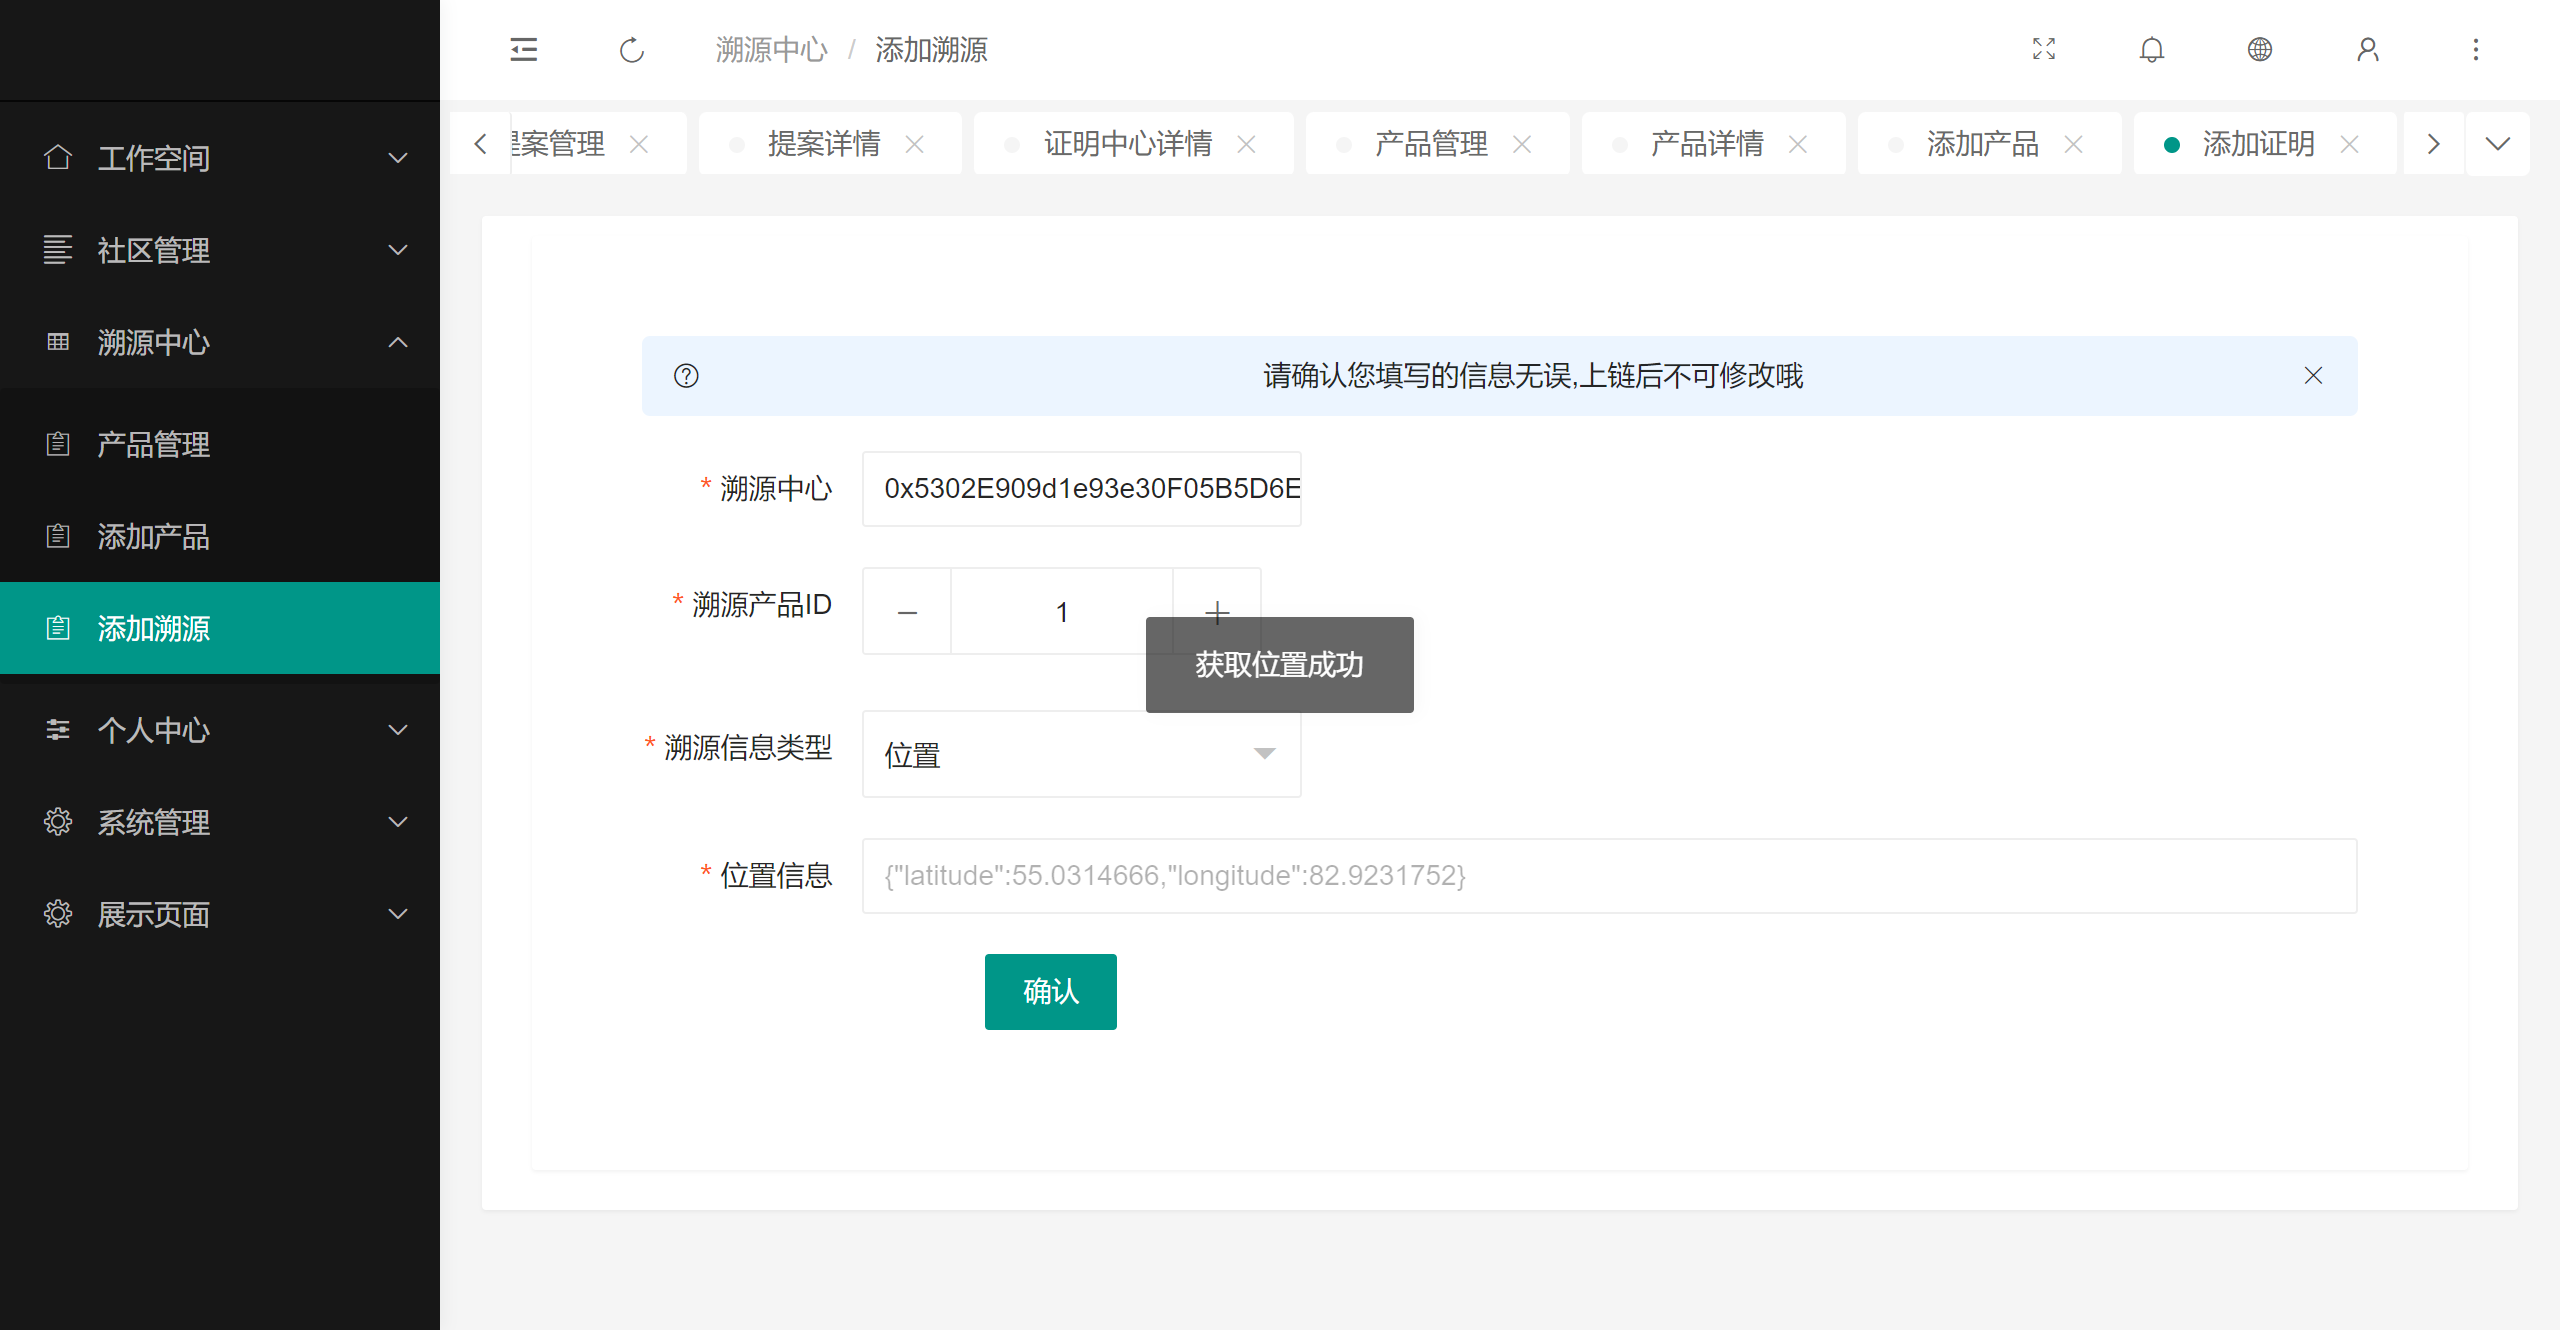 溯源中心 / 添加溯源
案管理
提案详情
证明中心详情
产品管理
产品详情
添加产品
添加证明
工作空间
社区管理
溯源中心
产品管理
添加产品
添加溯源
个人中心
系统管理
展示页面
请确认您填写的信息无误,上链后不可修改哦
* 溯源中心
0x5302E909d1e93e30F05B5D6E
* 溯源产品ID
1
获取位置成功
* 溯源信息类型
位置
* 位置信息
{"latitude":55.0314666,"longitude":82.9231752}
确认